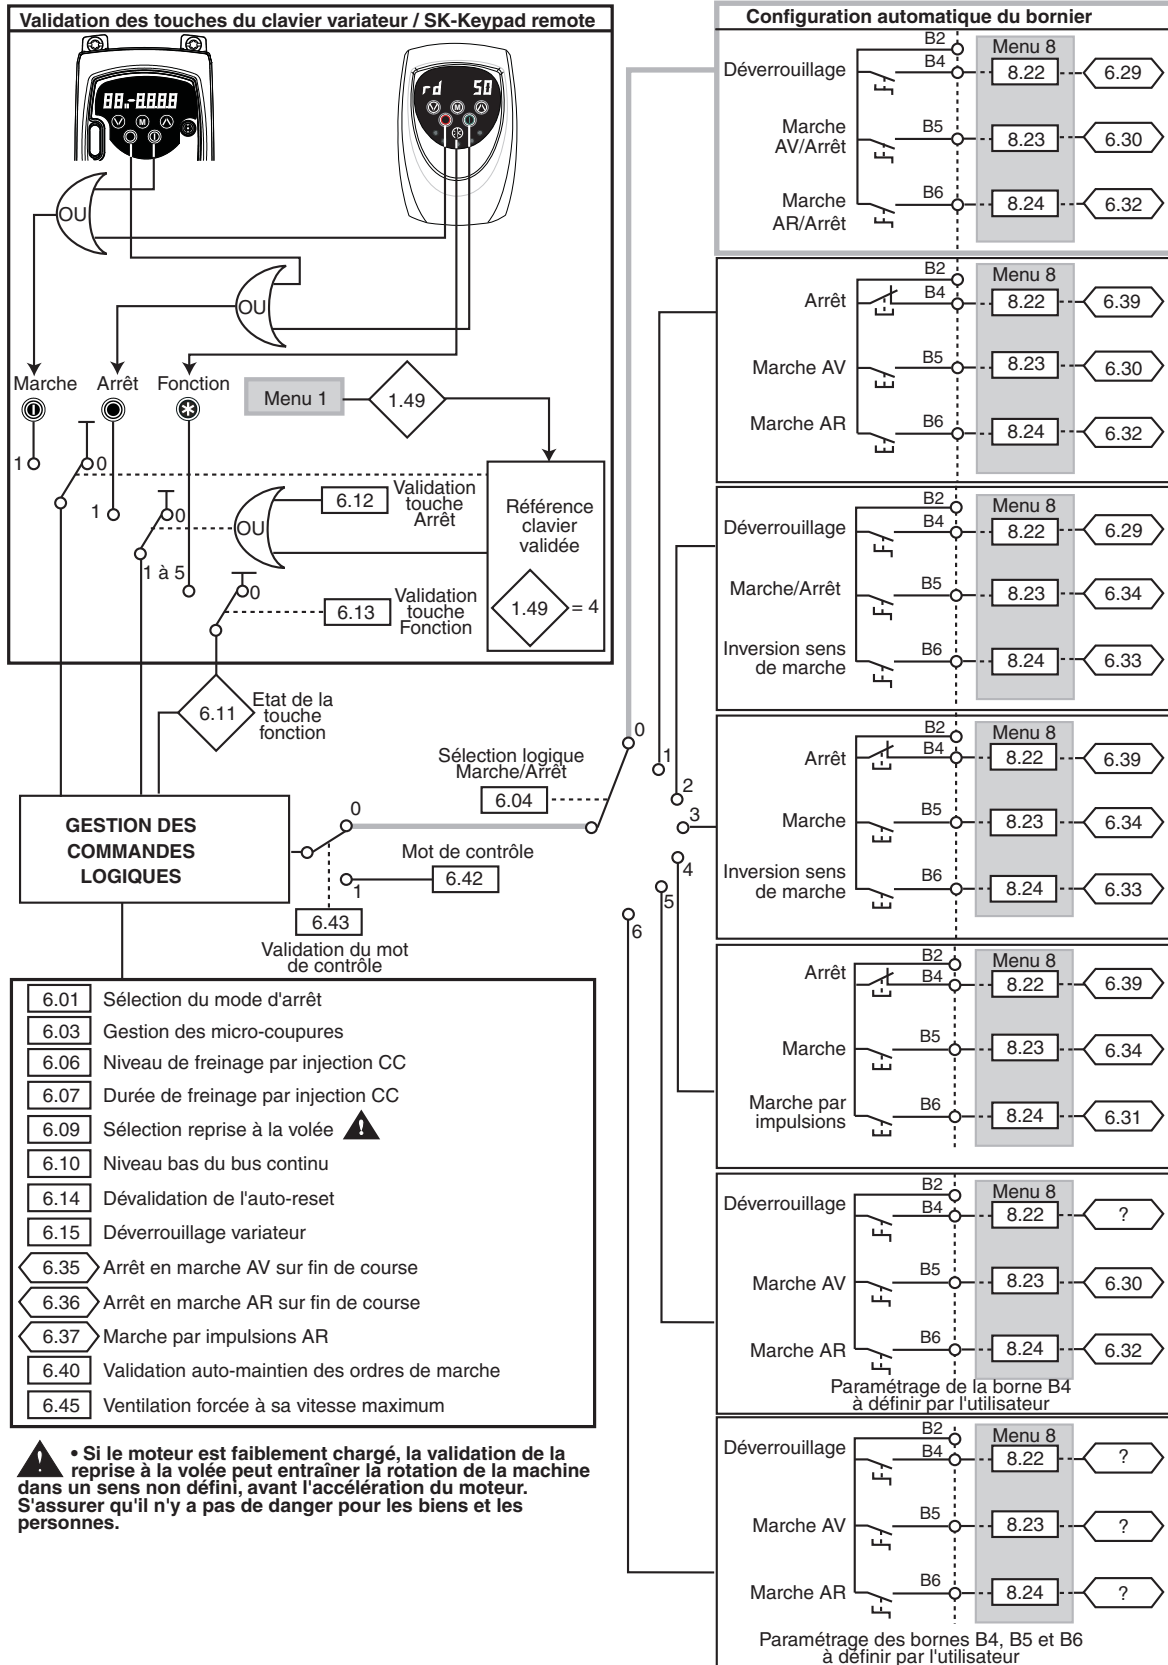 Validation des touches du clavier variateur / SK-Keypad remote
88.-8.8.8.8
M
rd 50
M
OU
OU
Marche
Arrêt
Fonction
Menu 1
1.49
1
0
1
0
OU
6.12
Validation
touche
Arrêt
Référence
clavier
validée
1.49
= 4
1 à 5
0
6.13
Validation
touche
Fonction
6.11
Etat de la
touche
fonction
GESTION DES
COMMANDES
LOGIQUES
Sélection logique
Marche/Arrêt
6.04
0
1
2
3
4
5
6
0
1
Mot de contrôle
6.42
6.43
Validation du mot
de contrôle
6.01 Sélection du mode d'arrêt
6.03 Gestion des micro-coupures
6.06 Niveau de freinage par injection CC
6.07 Durée de freinage par injection CC
6.09 Sélection reprise à la volée
6.10 Niveau bas du bus continu
6.14 Dévalidation de l'auto-reset
6.15 Déverrouillage variateur
6.35 Arrêt en marche AV sur fin de course
6.36 Arrêt en marche AR sur fin de course
6.37 Marche par impulsions AR
6.40 Validation auto-maintien des ordres de marche
6.45 Ventilation forcée à sa vitesse maximum
• Si le moteur est faiblement chargé, la validation de la
reprise à la volée peut entraîner la rotation de la machine
dans un sens non défini, avant l'accélération du moteur.
S'assurer qu'il n'y a pas de danger pour les biens et les
personnes.
Configuration automatique du bornier
B2 Menu 8
Déverrouillage B4 8.22 6.29
Marche
AV/Arrêt B5 8.23 6.30
Marche
AR/Arrêt B6 8.24 6.32
B2 Menu 8
Arrêt B4 8.22 6.39
Marche AV B5 8.23 6.30
Marche AR B6 8.24 6.32
B2 Menu 8
Déverrouillage B4 8.22 6.29
Marche/Arrêt B5 8.23 6.34
Inversion sens
de marche B6 8.24 6.33
B2 Menu 8
Arrêt B4 8.22 6.39
Marche B5 8.23 6.34
Inversion sens
de marche B6 8.24 6.33
B2 Menu 8
Arrêt B4 8.22 6.39
Marche B5 8.23 6.34
Marche par
impulsions B6 8.24 6.31
B2 Menu 8
Déverrouillage B4 8.22 ?
Marche AV B5 8.23 6.30
Marche AR B6 8.24 6.32
Paramétrage de la borne B4
à définir par l'utilisateur
B2 Menu 8
Déverrouillage B4 8.22 ?
Marche AV B5 8.23 ?
Marche AR B6 8.24 ?
Paramétrage des bornes B4, B5 et B6
à définir par l'utilisateur